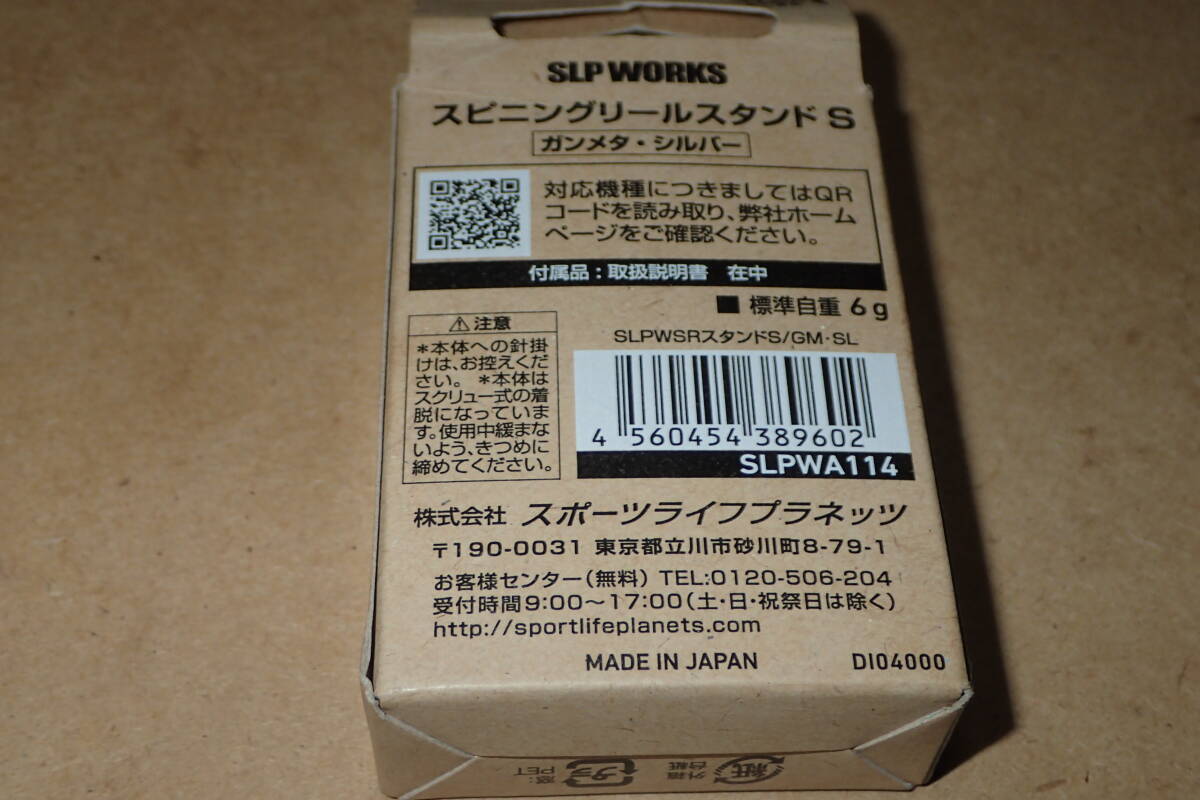 SLP WORKS
スピニングリールスタンド S
ガンメタ・シルバー
対応機種につきましてはQR
コードを読み取り、弊社ホーム
ページをご確認ください。
付属品：取扱説明書 在中
■ 標準自重 6g
注意
*本体への針掛
けは、お控えくだ
さい。 *本体は
スクリュー式の着
脱になっていま
す。使用中緩まな
いよう、きつめに
締めてください。
SLPWSRスタンドS/GM・SL
4 560454 389602
SLPWA114
株式会社 スポーツライフプラネッツ
〒190-0031 東京都立川市砂川町8-79-1
お客様センター（無料） TEL:0120-506-204
受付時間9:00〜17:00（土・日・祝祭日は除く）
http://sportlifeplanets.com
MADE IN JAPAN DI04000
窓:
PET
プラ
外箱
台紙
紙